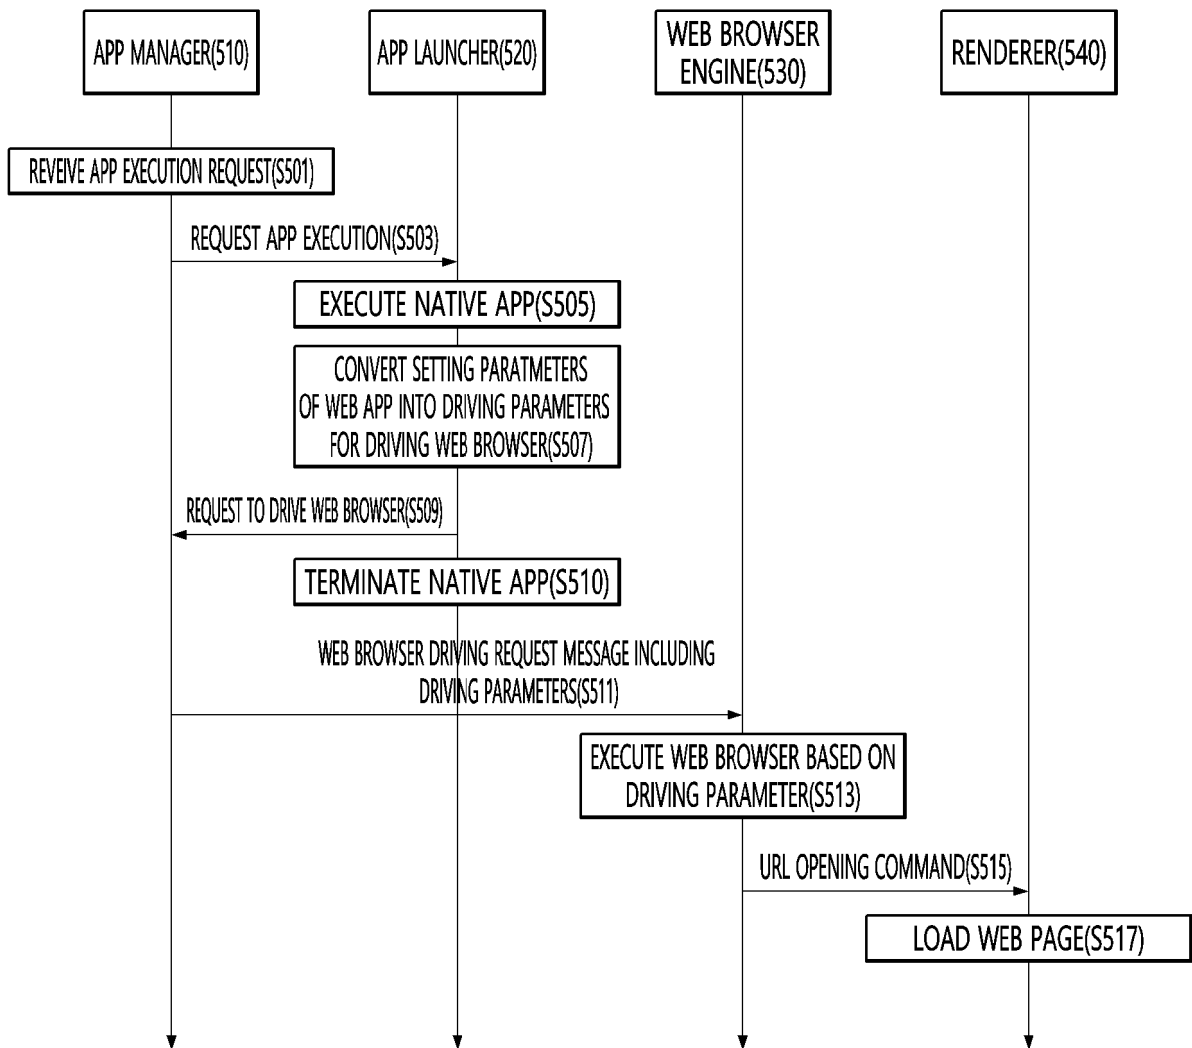 APP MANAGER(510)
APP LAUNCHER(520)
WEB BROWSER
ENGINE(530)
RENDERER(540)
REVEIVE APP EXECUTION REQUEST(S501)
REQUEST APP EXECUTION(S503)
EXECUTE NATIVE APP(S505)
CONVERT SETTING PARATMETERS
OF WEB APP INTO DRIVING PARAMETERS
FOR DRIVING WEB BROWSER(S507)
REQUEST TO DRIVE WEB BROWSER(S509)
TERMINATE NATIVE APP(S510)
WEB BROWSER DRIVING REQUEST MESSAGE INCLUDING
DRIVING PARAMETERS(S511)
EXECUTE WEB BROWSER BASED ON
DRIVING PARAMETER(S513)
URL OPENING COMMAND(S515)
LOAD WEB PAGE(S517)